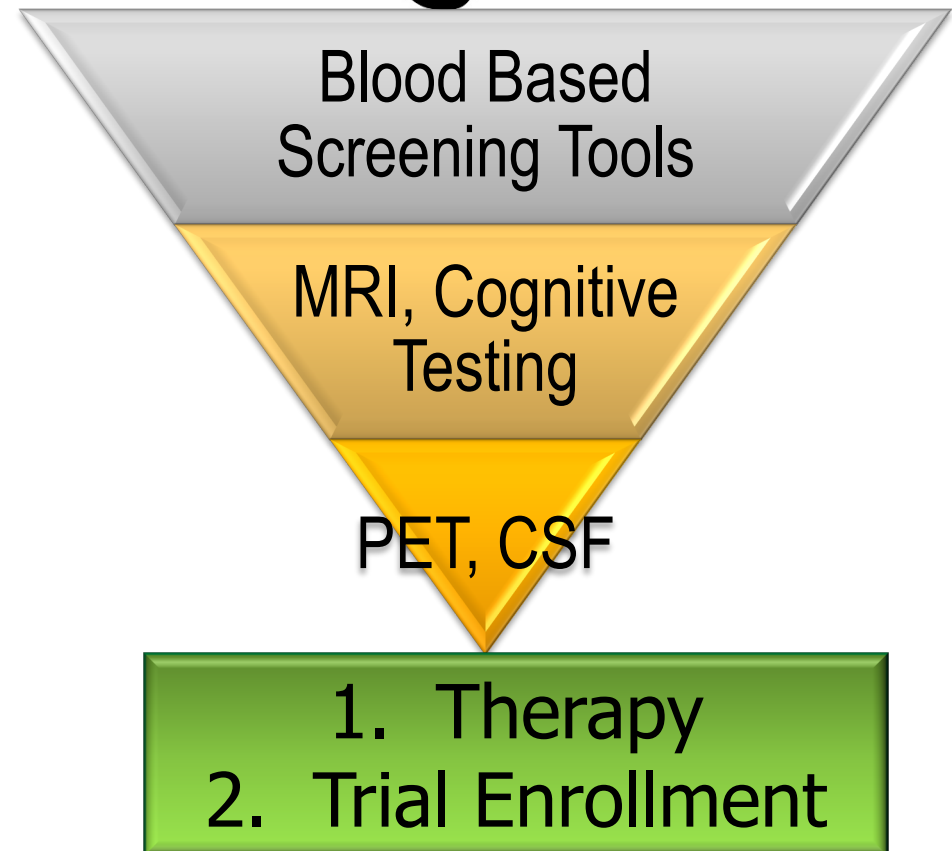 Blood Based
Screening Tools
MRI, Cognitive
Testing
PET, CSF
1. Therapy
2. Trial Enrollment